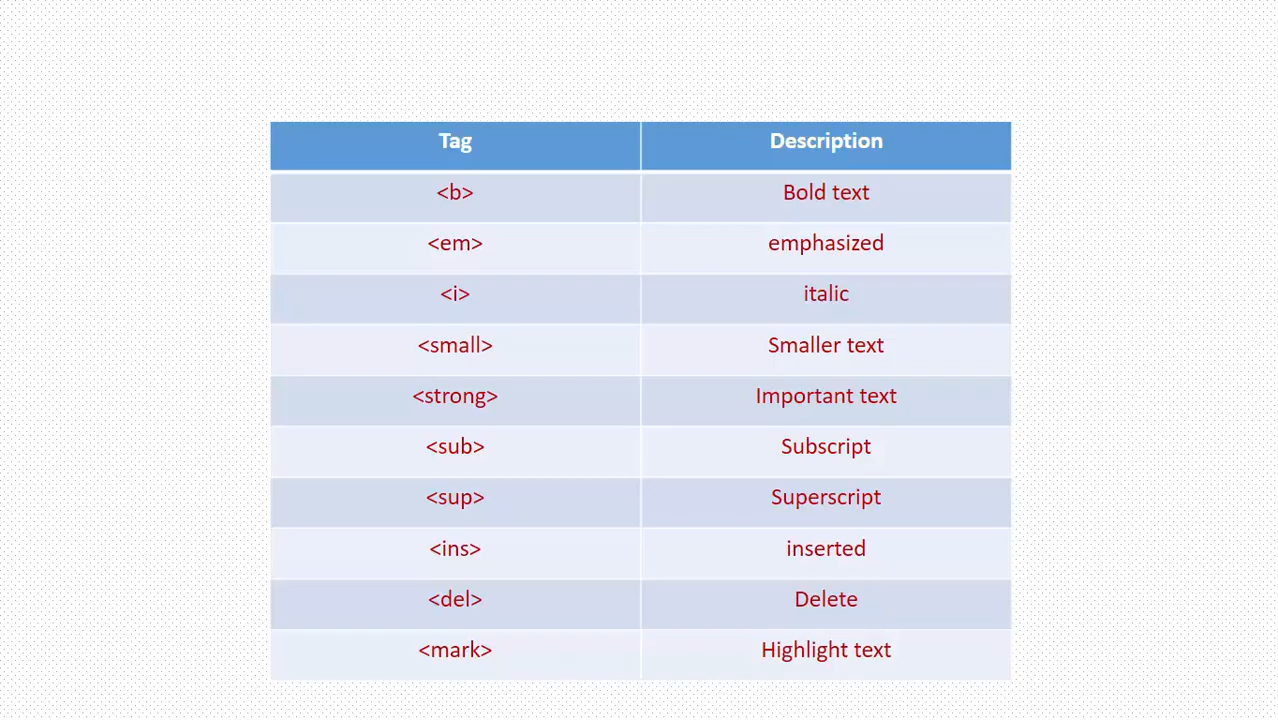 Tag Description
<b> Bold text
<em> emphasized
<i> italic
<small> Smaller text
<strong> Important text
<sub> Subscript
<sup> Superscript
<ins> inserted
<del> Delete
<mark> Highlight text